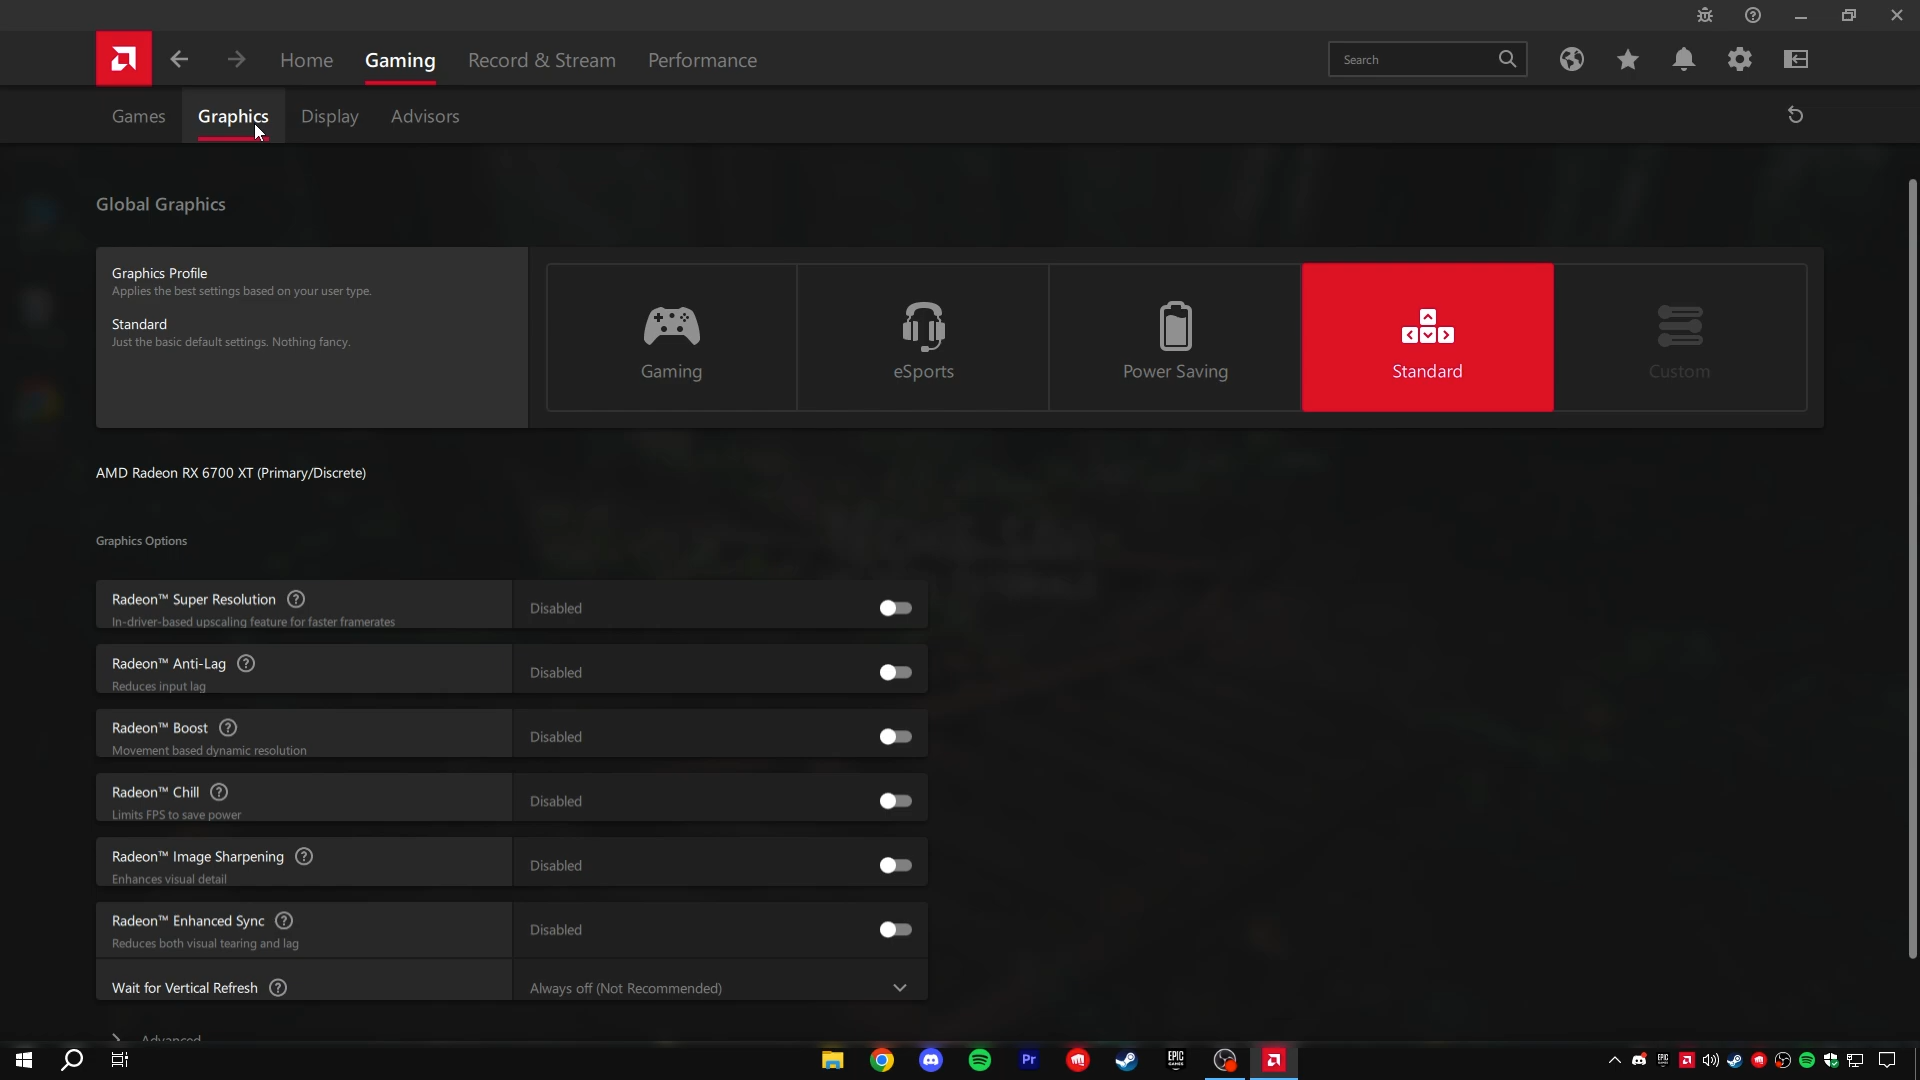 Home
Gaming
Record & Stream
Performance
Search
Games
Graphics
Display
Advisors
Global Graphics
Graphics Profile
Applies the best settings based on your user type.
Standard
Just the basic default settings. Nothing fancy.
Gaming
eSports
Power Saving
Standard
Custom
AMD Radeon RX 6700 XT (Primary/Discrete)
Graphics Options
Radeon™ Super Resolution
In-driver-based upscaling feature for faster framerates
Disabled
Radeon™ Anti-Lag
Reduces input lag
Disabled
Radeon™ Boost
Movement based dynamic resolution
Disabled
Radeon™ Chill
Limits FPS to save power
Disabled
Radeon™ Image Sharpening
Enhances visual detail
Disabled
Radeon™ Enhanced Sync
Reduces both visual tearing and lag
Disabled
Wait for Vertical Refresh
Always off (Not Recommended)
Advanced
Pr
EPIC
GAMES